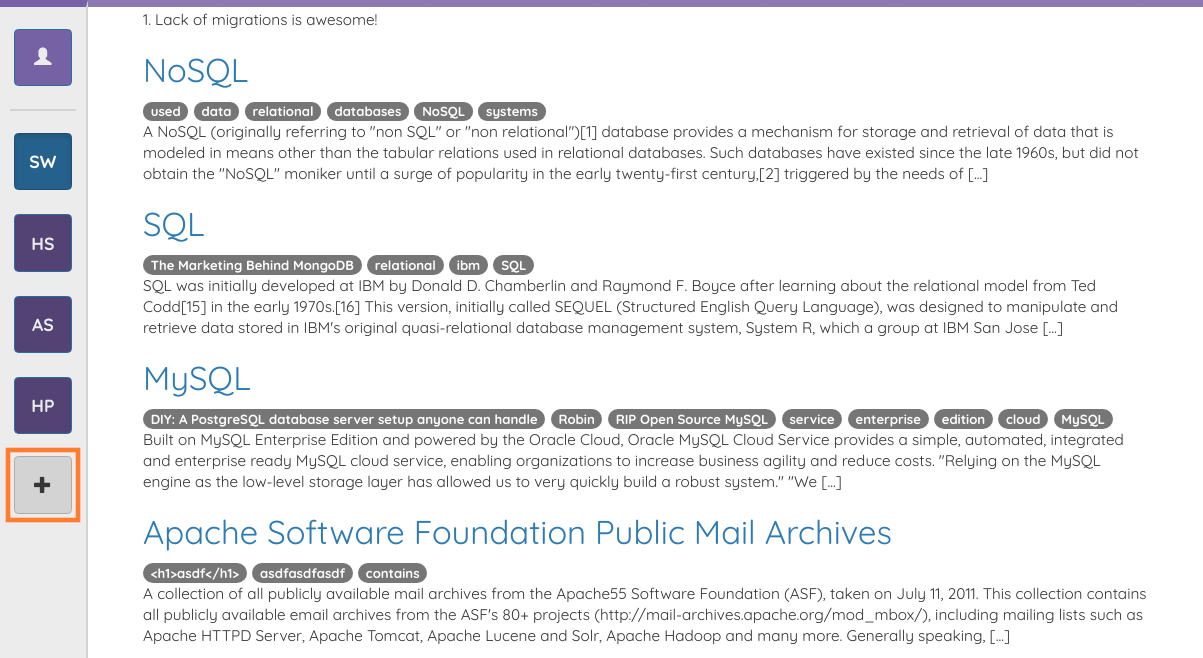 1. Lack of migrations is awesome!
NoSQL
used data relational databases NoSQL systems
A NoSQL (originally referring to "non SQL" or "non relational")[1] database provides a mechanism for storage and retrieval of data that is
modeled in means other than the tabular relations used in relational databases. Such databases have existed since the late 1960s, but did not
obtain the "NoSQL" moniker until a surge of popularity in the early twenty-first century,[2] triggered by the needs of [...]
SQL
The Marketing Behind MongoDB relational ibm SQL
SQL was initially developed at IBM by Donald D. Chamberlin and Raymond F. Boyce after learning about the relational model from Ted
Codd[15] in the early 1970s.[16] This version, initially called SEQUEL (Structured English Query Language), was designed to manipulate and
retrieve data stored in IBM's original quasi-relational database management system, System R, which a group at IBM San Jose [...]
MySQL
DIY: A PostgreSQL database server setup anyone can handle Robin RIP Open Source MySQL service enterprise edition cloud MySQL
Built on MySQL Enterprise Edition and powered by the Oracle Cloud, Oracle MySQL Cloud Service provides a simple, automated, integrated
and enterprise ready MySQL cloud service, enabling organizations to increase business agility and reduce costs. "Relying on the MySQL
engine as the low-level storage layer has allowed us to very quickly build a robust system." "We [...]
Apache Software Foundation Public Mail Archives
<h1>asdf</h1> asdfasdfasdf contains
A collection of all publicly available mail archives from the Apache55 Software Foundation (ASF), taken on July 11, 2011. This collection contains
all publicly available email archives from the ASF's 80+ projects (http://mail-archives.apache.org/mod_mbox/), including mailing lists such as
Apache HTTPD Server, Apache Tomcat, Apache Lucene and Solr, Apache Hadoop and many more. Generally speaking, [...]
SW
HS
AS
HP
+